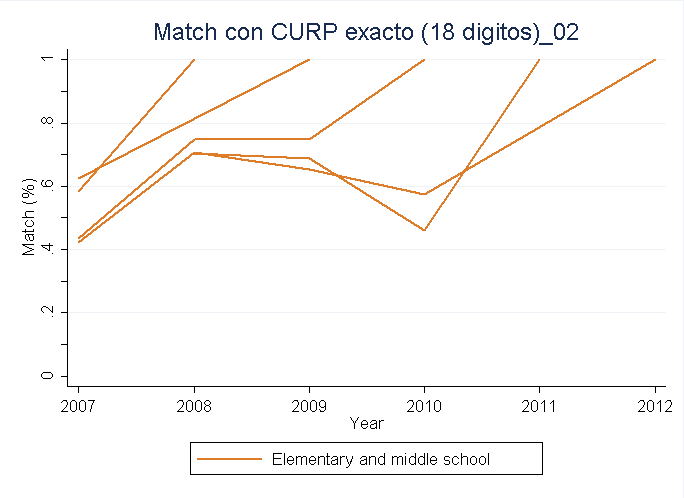 Match con CURP exacto (18 digitos)_02
Match (%)
1
.8
.6
.4
.2
0
2007 2008 2009 2010 2011 2012
Year
Elementary and middle school